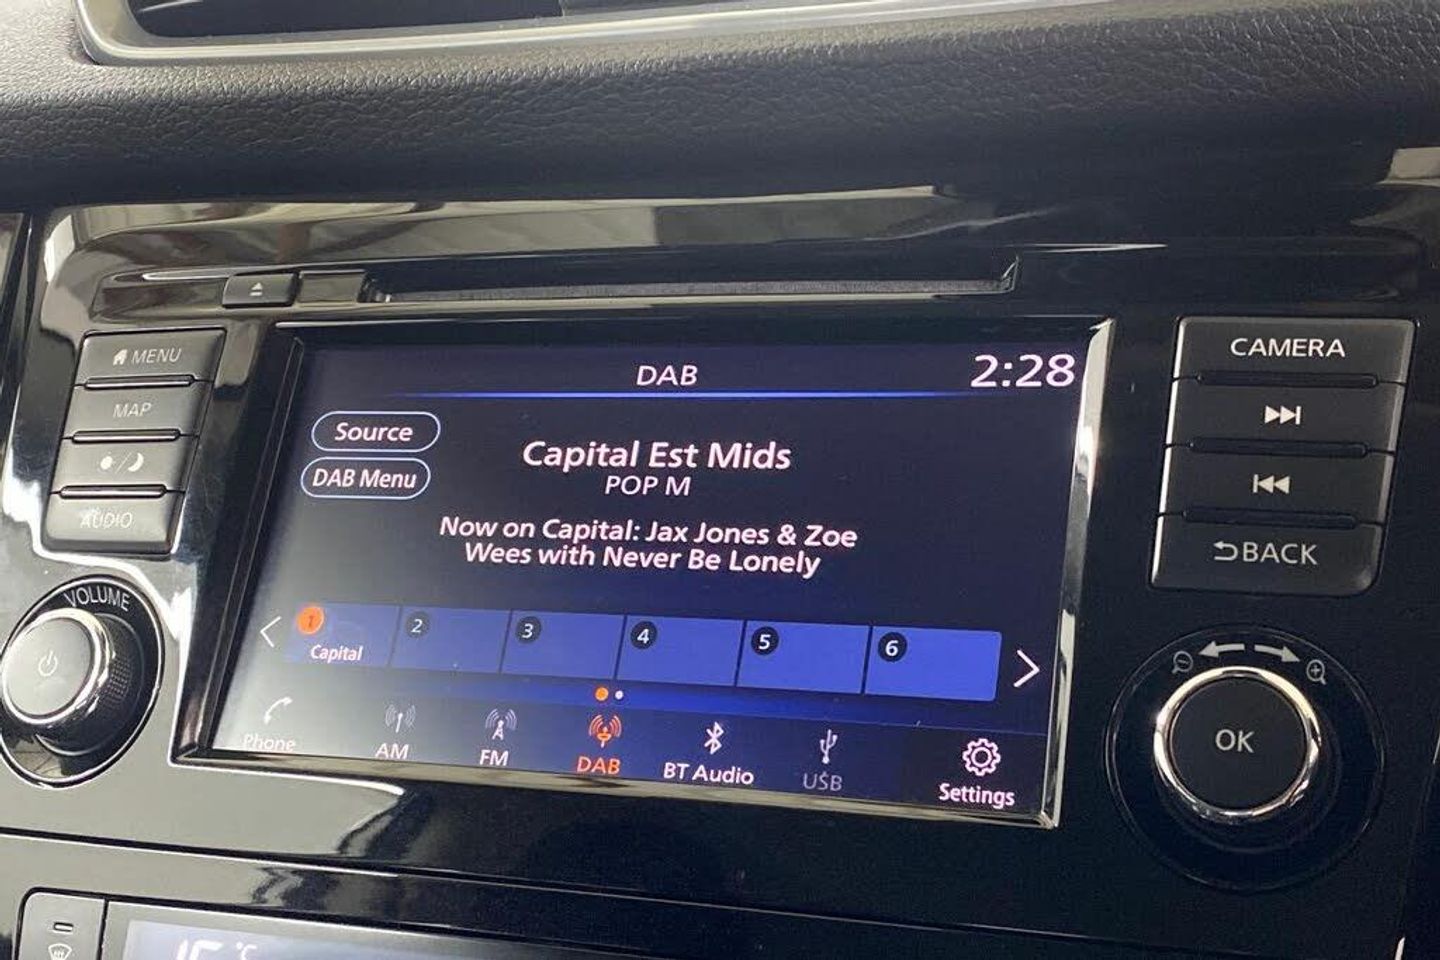 MENU
MAP
AUDIO
VOLUME
DAB
2:28
Source
DAB Menu
Capital Est Mids
POP M
Now on Capital: Jax Jones & Zoe
Wees with Never Be Lonely
1 2 3 4 5 6
Capital
Phone AM FM DAB BT Audio USB Settings
CAMERA
BACK
OK
°C